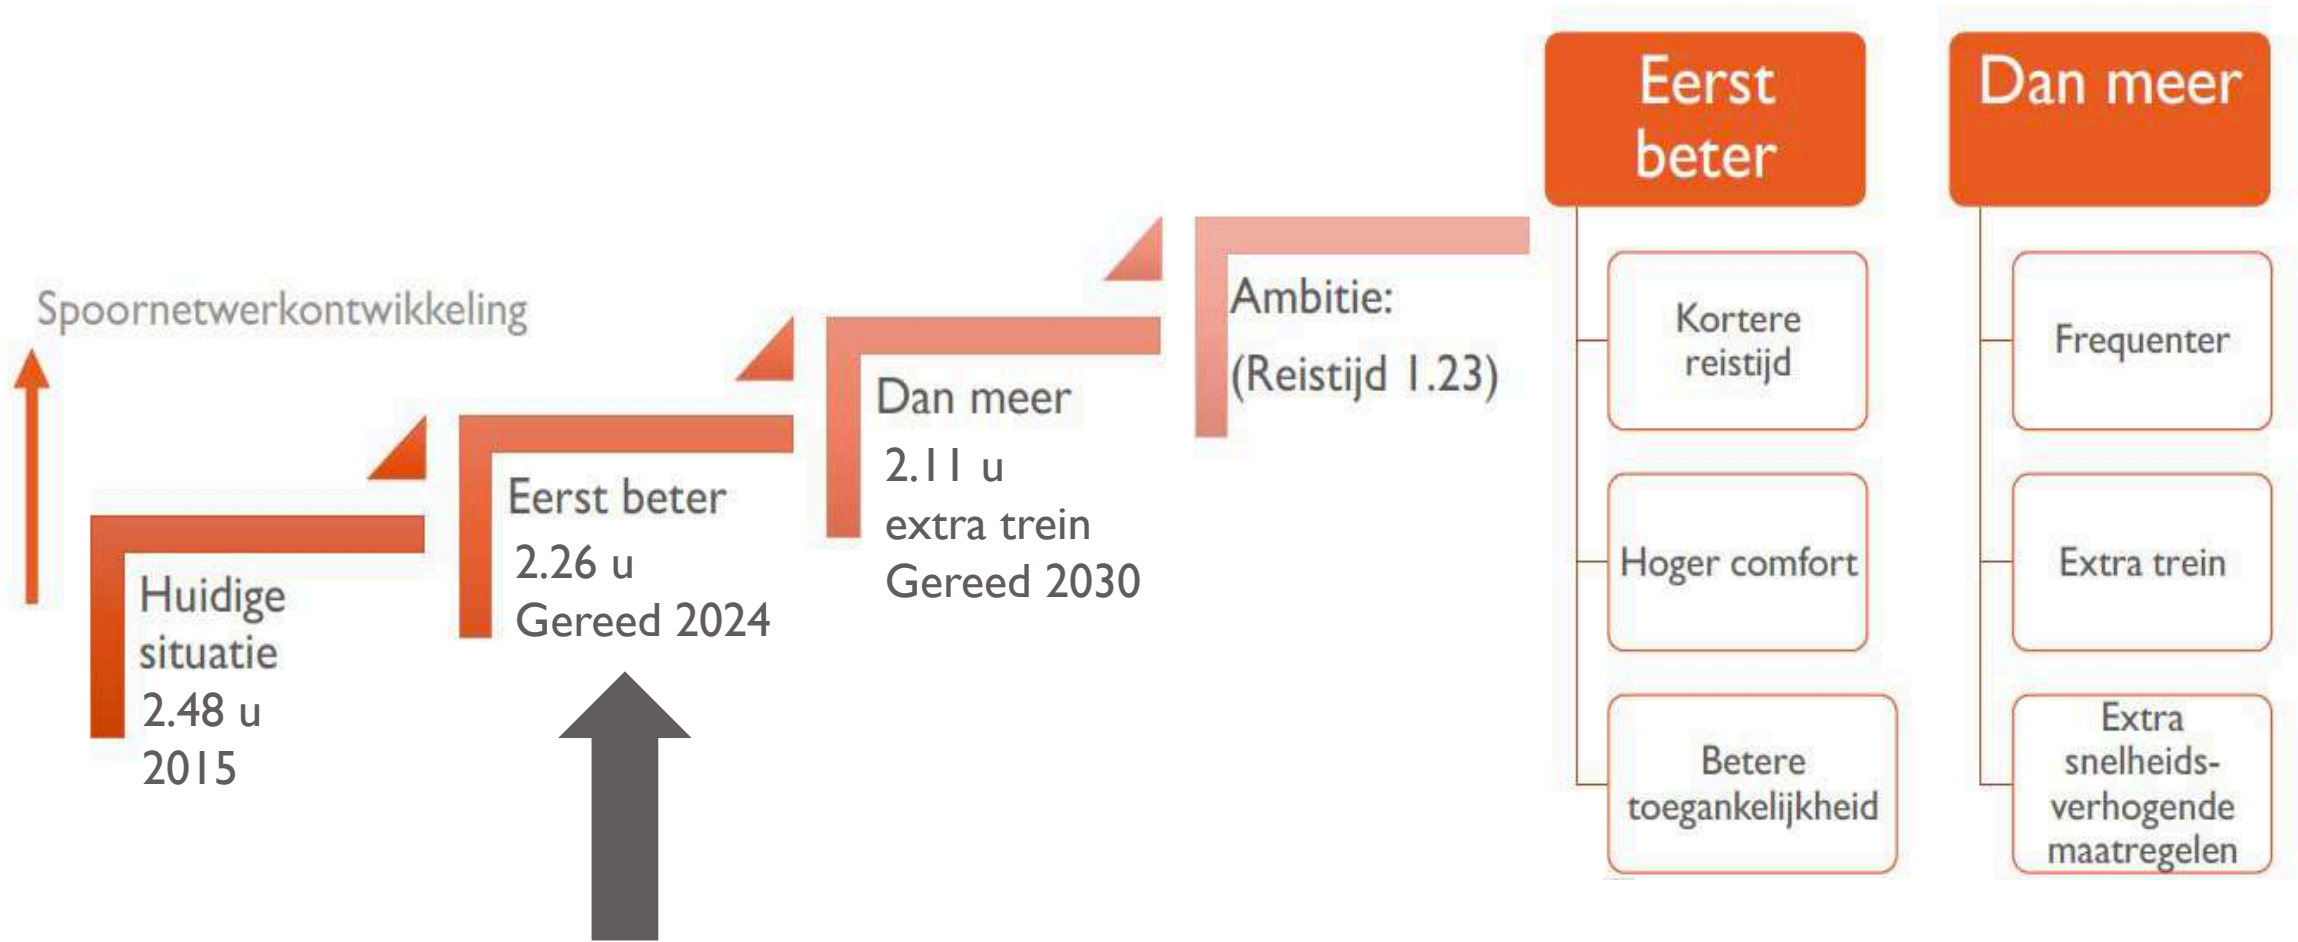 Spoornetwerkontwikkeling
Huidige
situatie
2.48 u
2015
Eerst beter
2.26 u
Gereed 2024
Dan meer
2.11 u
extra trein
Gereed 2030
Ambitie:
(Reistijd 1.23)
Eerst
beter
Kortere
reistijd
Hoger comfort
Betere
toegankelijkheid
Dan meer
Frequenter
Extra trein
Extra
snelheids-
verhogende
maatregelen